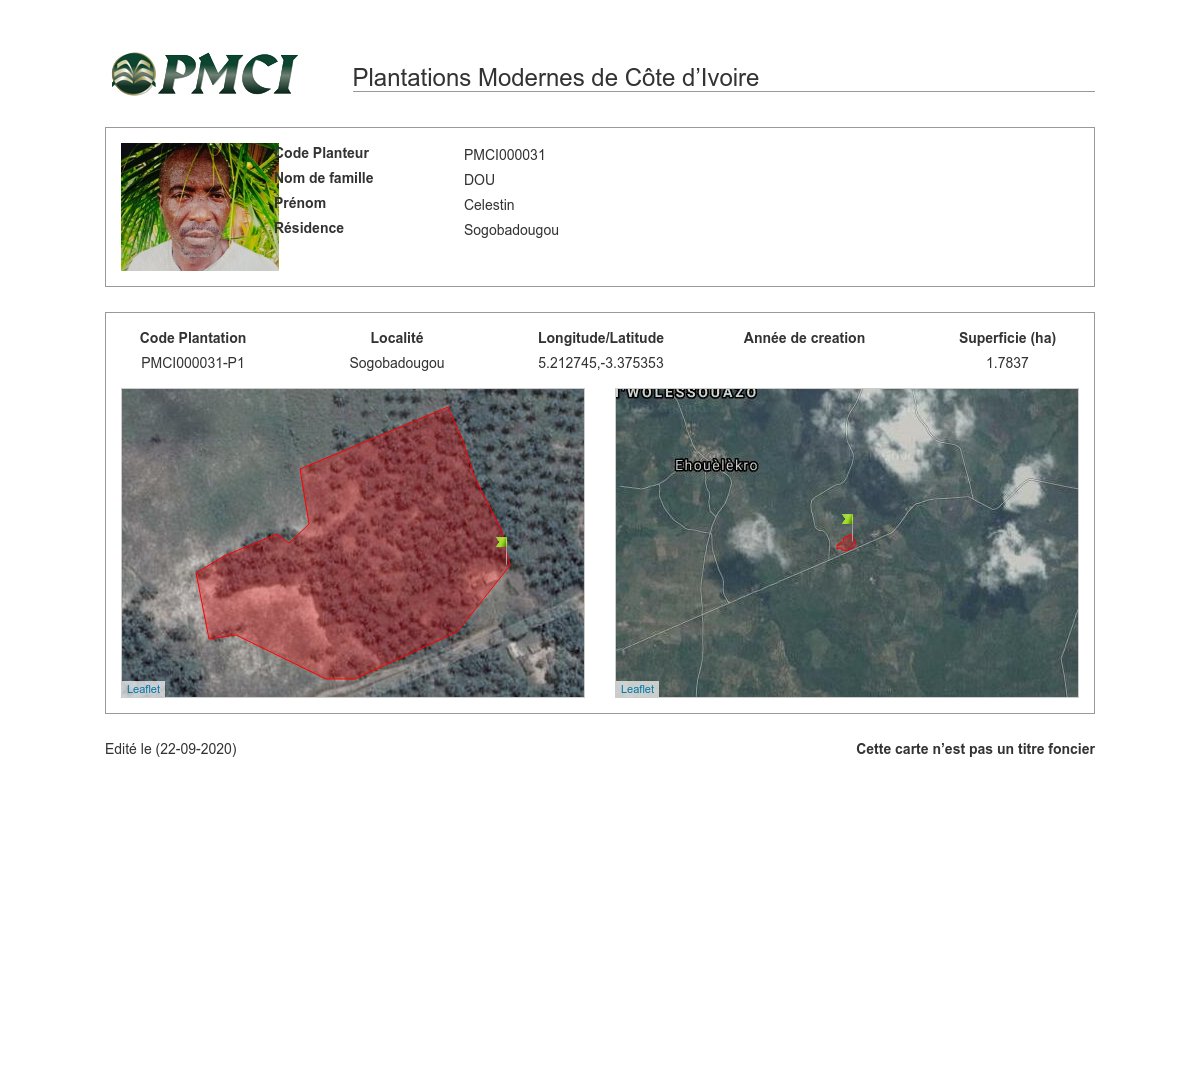 PMCI
Plantations Modernes de Côte d’Ivoire
Code Planteur PMCI000031
Nom de famille DOU
Prénom Celestin
Résidence Sogobadougou
Code Plantation Localité Longitude/Latitude Année de creation Superficie (ha)
PMCI000031-P1 Sogobadougou 5.212745,-3.375353 1.7837
WOLESSOUAZO
Ehouèlèkro
Leaflet Leaflet
Edité le (22-09-2020) Cette carte n’est pas un titre foncier